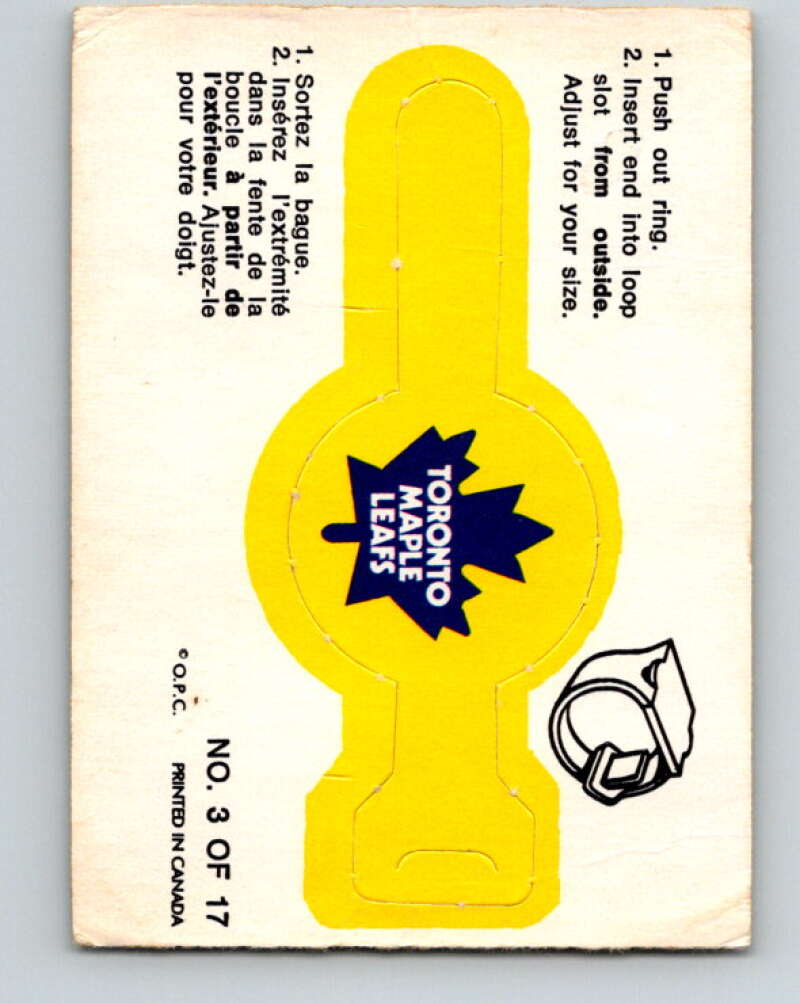 1. Push out ring.
2. Insert end into loop
slot from outside.
Adjust for your size.
1. Sortez la bague.
2. Insérez l'extrémité
dans la fente de la
boucle à partir de
l'extérieur. Ajustez-le
pour votre doigt.
TORONTO
MAPLE
LEAFS
NO. 3 OF 17
© O.P.C. PRINTED IN CANADA